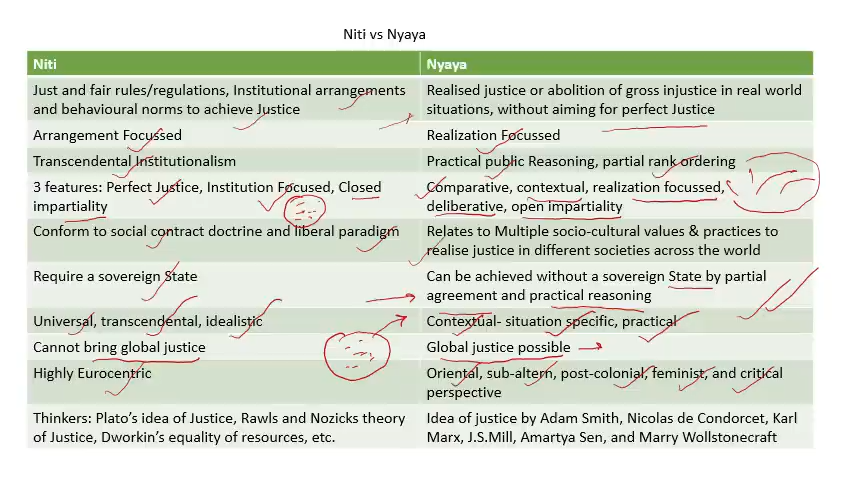 Niti vs Nyaya
Niti
Nyaya
Just and fair rules/regulations, Institutional arrangements
and behavioural norms to achieve Justice
Realised justice or abolition of gross injustice in real world
situations, without aiming for perfect Justice
Arrangement Focussed
Realization Focussed
Transcendental Institutionalism
Practical public Reasoning, partial rank ordering
3 features: Perfect Justice, Institution Focused, Closed
impartiality
Comparative, contextual, realization focussed,
deliberative, open impartiality
Conform to social contract doctrine and liberal paradigm
Relates to Multiple socio-cultural values & practices to
realise justice in different societies across the world
Require a sovereign State
Can be achieved without a sovereign State by partial
agreement and practical reasoning
Universal, transcendental, idealistic
Contextual- situation specific, practical
Cannot bring global justice
Global justice possible
Highly Eurocentric
Oriental, sub-altern, post-colonial, feminist, and critical
perspective
Thinkers: Plato's idea of Justice, Rawls and Nozicks theory
of Justice, Dworkin's equality of resources, etc.
Idea of justice by Adam Smith, Nicolas de Condorcet, Karl
Marx, J.S.Mill, Amartya Sen, and Marry Wollstonecraft